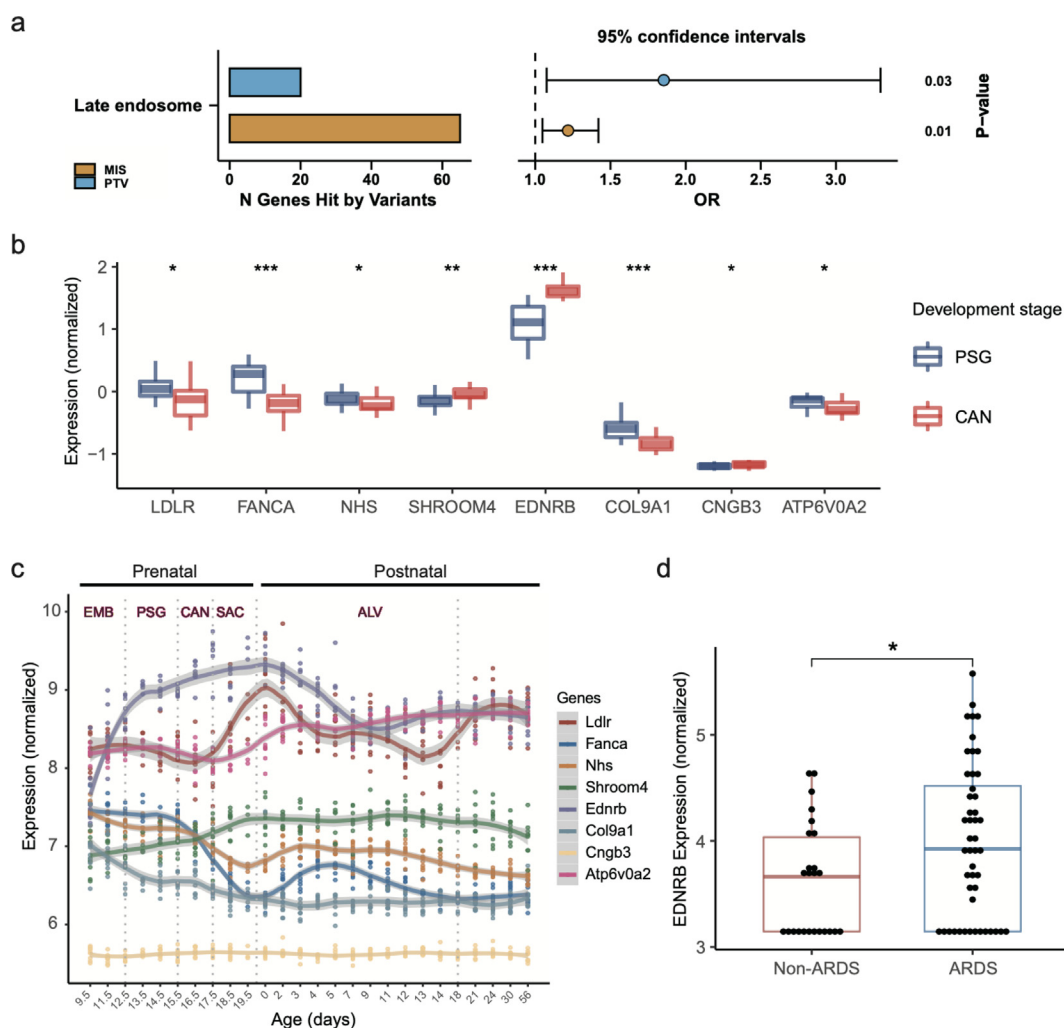 a
95% confidence intervals
Late endosome
0.03
0.01
P-value
MIS
PTV
0 20 40 60
N Genes Hit by Variants
1.0 1.5 2.0 2.5 3.0
OR
b
Expression (normalized)
2
1
0
−1
* *** * ** *** *** * *
LDLR FANCA NHS SHROOM4 EDNRB COL9A1 CNGB3 ATP6V0A2
Development stage
PSG
CAN
c
Prenatal Postnatal
EMB PSG CAN SAC ALV
Expression (normalized)
10
9
8
7
6
9.5 11.5 12.5 13.5 14.5 15.5 16.5 17.5 18.5 19.5 0 2 3 4 5 7 9 11 12 13 14 18 21 24 30 56
Age (days)
Genes
Ldlr
Fanca
Nhs
Shroom4
Ednrb
Col9a1
Cngb3
Atp6v0a2
d
*
EDNRB Expression (normalized)
5
4
3
Non-ARDS ARDS